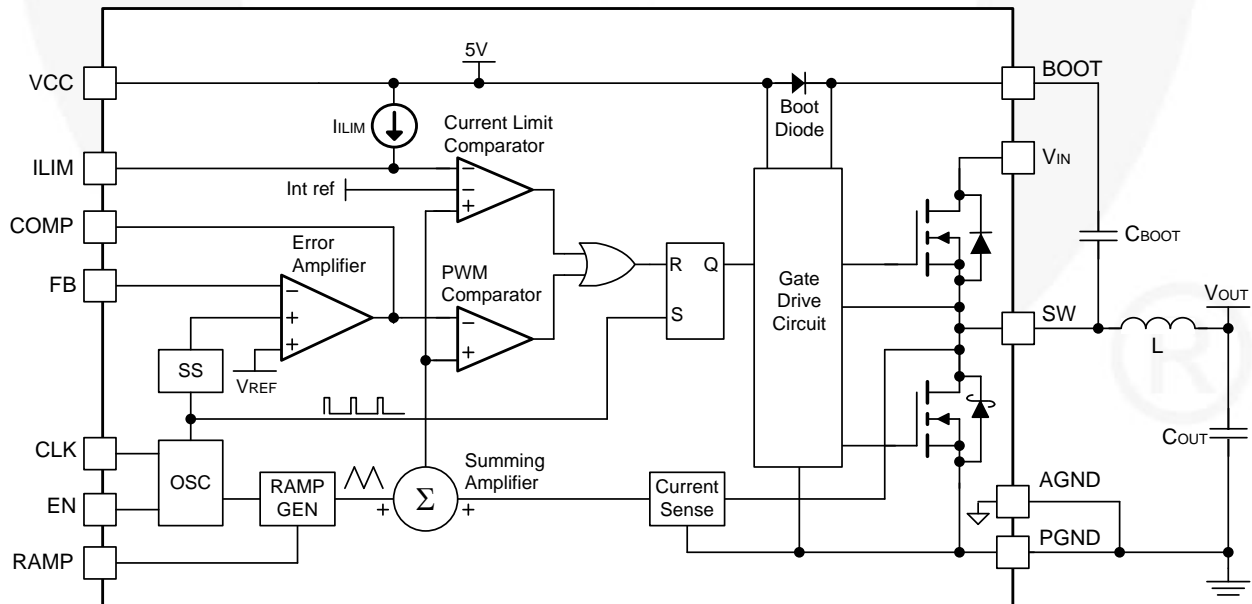 5V
VCC
BOOT
Boot
Diode
IILIM
Current Limit
Comparator
ILIM
VIN
Int ref
COMP
CBOOT
Error
Amplifier
PWM
Comparator
R Q
S
Gate
Drive
Circuit
FB
SW
VOUT
L
SS
VREF
COUT
CLK
OSC
EN
RAMP
GEN
Σ
Summing
Amplifier
Current
Sense
AGND
PGND
RAMP
−
−
+
−
+
+
−
+
+
+
®